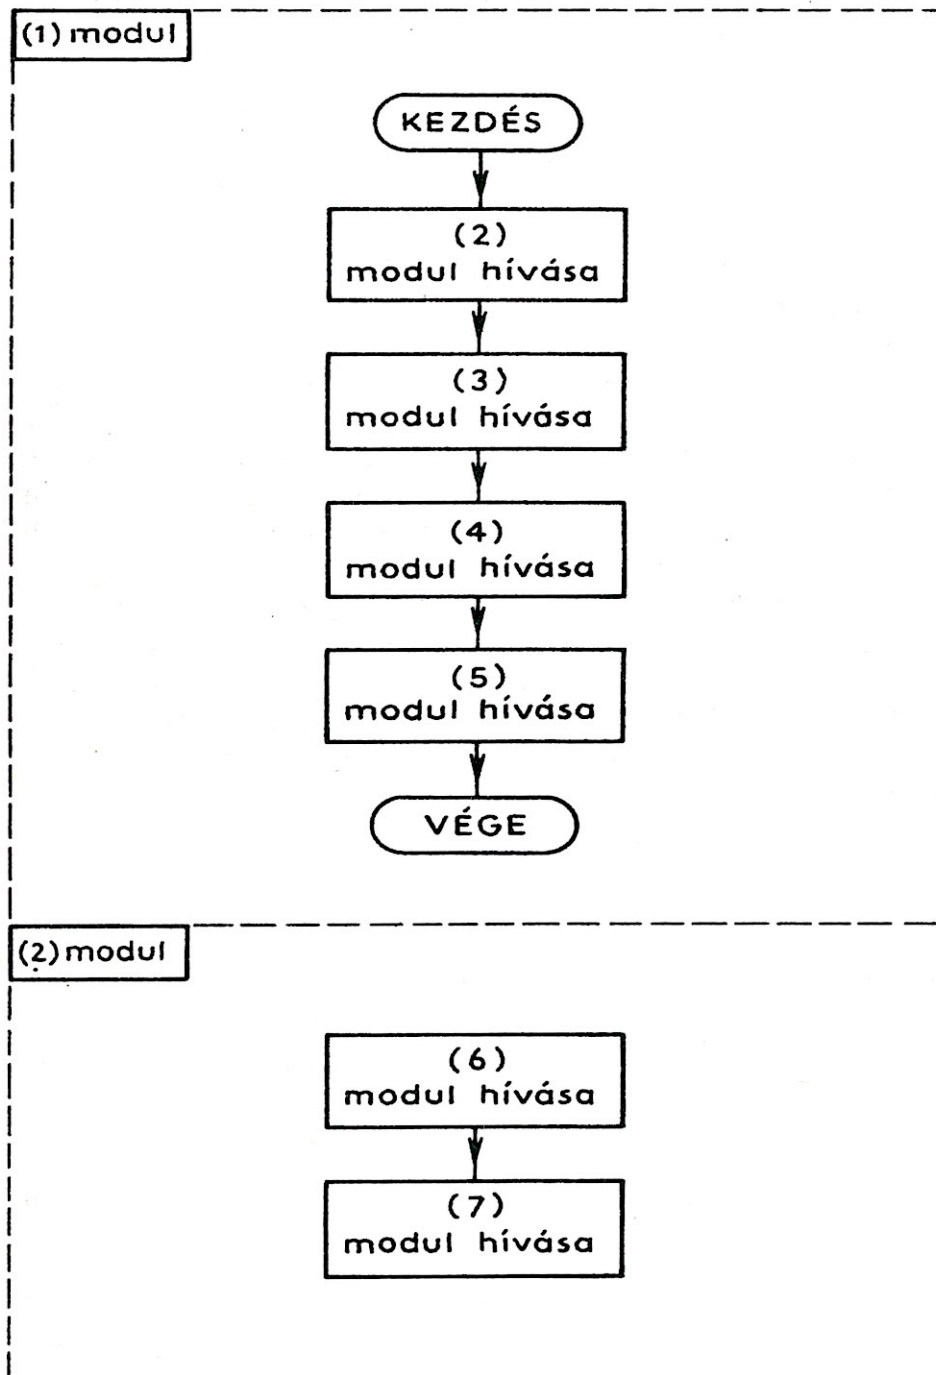 (1) modul
KEZDÉS
(2)
modul hívása
(3)
modul hívása
(4)
modul hívása
(5)
modul hívása
VÉGE
(2) modul
(6)
modul hívása
(7)
modul hívása